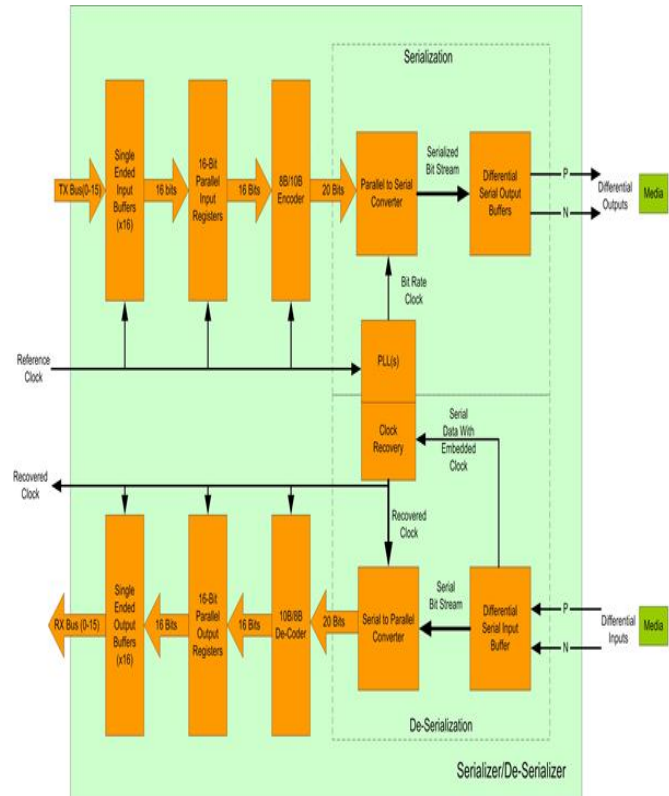 Serialization
Single
Ended
Input
Buffers
(x16)
16-Bit
Parallel
Input
Registers
8B/10B
Encoder
Parallel to Serial
Converter
Serialized
Bit Stream
Differential
Serial Output
Buffers
TX Bus(0-15)
16 bits
16 Bits
20 Bits
P
N
Differential
Outputs
Media
Bit Rate
Clock
Reference
Clock
PLL(s)
Clock
Recovery
Serial
Data With
Embedded
Clock
Recovered
Clock
Recovered
Clock
Single
Ended
Output
Buffers
(x16)
16-Bit
Parallel
Output
Registers
10B/8B
De-Coder
Serial to Parallel
Converter
Serial
Bit Stream
Differential
Serial Input
Buffer
RX Bus (0-15)
16 Bits
16 Bits
20 Bits
P
N
Differential
Inputs
Media
De-Serialization
Serializer/De-Serializer